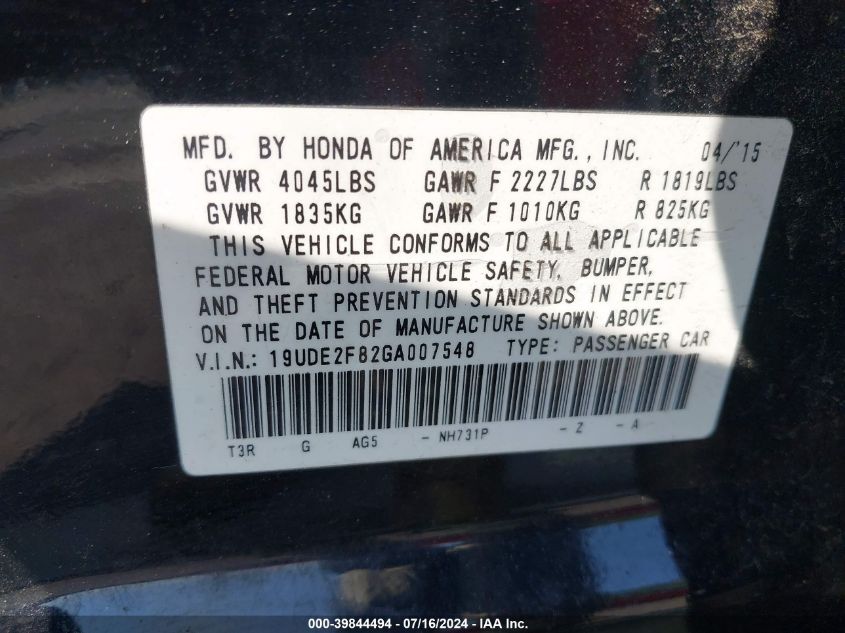 MFD. BY HONDA OF AMERICA MFG., INC. 04/'15
GVWR 4045LBS GAWR F 2227LBS R 1819LBS
GVWR 1835KG GAWR F 1010KG R 825KG
THIS VEHICLE CONFORMS TO ALL APPLICABLE
FEDERAL MOTOR VEHICLE SAFETY, BUMPER,
AND THEFT PREVENTION STANDARDS IN EFFECT
ON THE DATE OF MANUFACTURE SHOWN ABOVE.
V.I.N.: 19UDE2F82GA007548 TYPE: PASSENGER CAR
T3R G AG5 - NH731P - Z - A
000-39844494 - 07/16/2024 - IAA Inc.